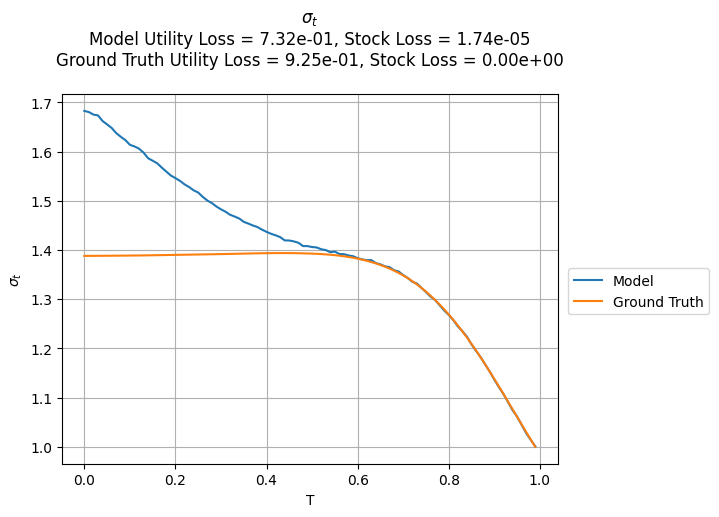 σₜ
Model Utility Loss = 7.32e-01, Stock Loss = 1.74e-05
Ground Truth Utility Loss = 9.25e-01, Stock Loss = 0.00e+00
1.7
1.6
1.5
1.4
1.3
1.2
1.1
1.0
σₜ
0.0 0.2 0.4 0.6 0.8 1.0
T
Model
Ground Truth